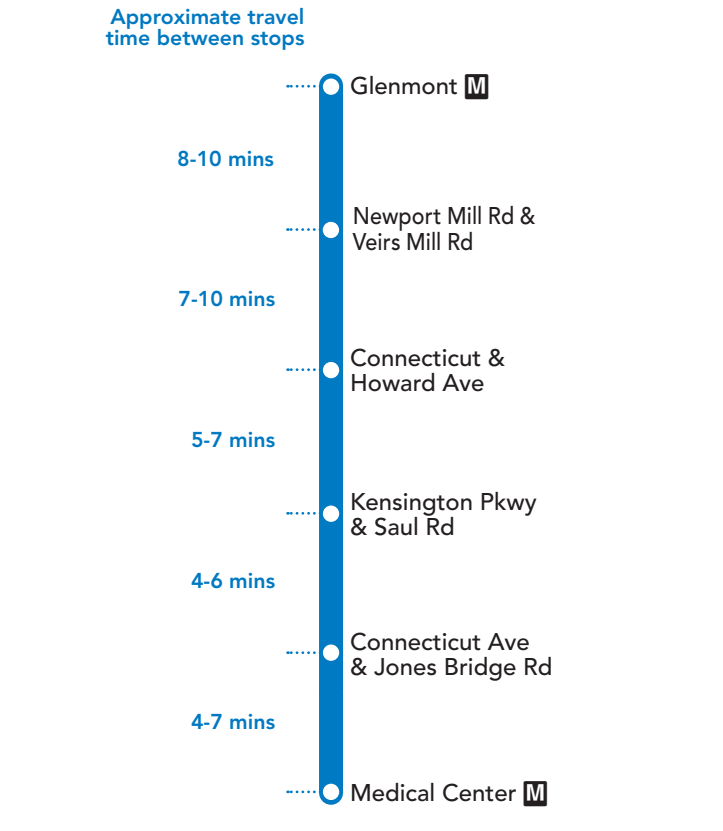 Approximate travel
time between stops
Glenmont M
8-10 mins
Newport Mill Rd &
Veirs Mill Rd
7-10 mins
Connecticut &
Howard Ave
5-7 mins
Kensington Pkwy
& Saul Rd
4-6 mins
Connecticut Ave
& Jones Bridge Rd
4-7 mins
Medical Center M